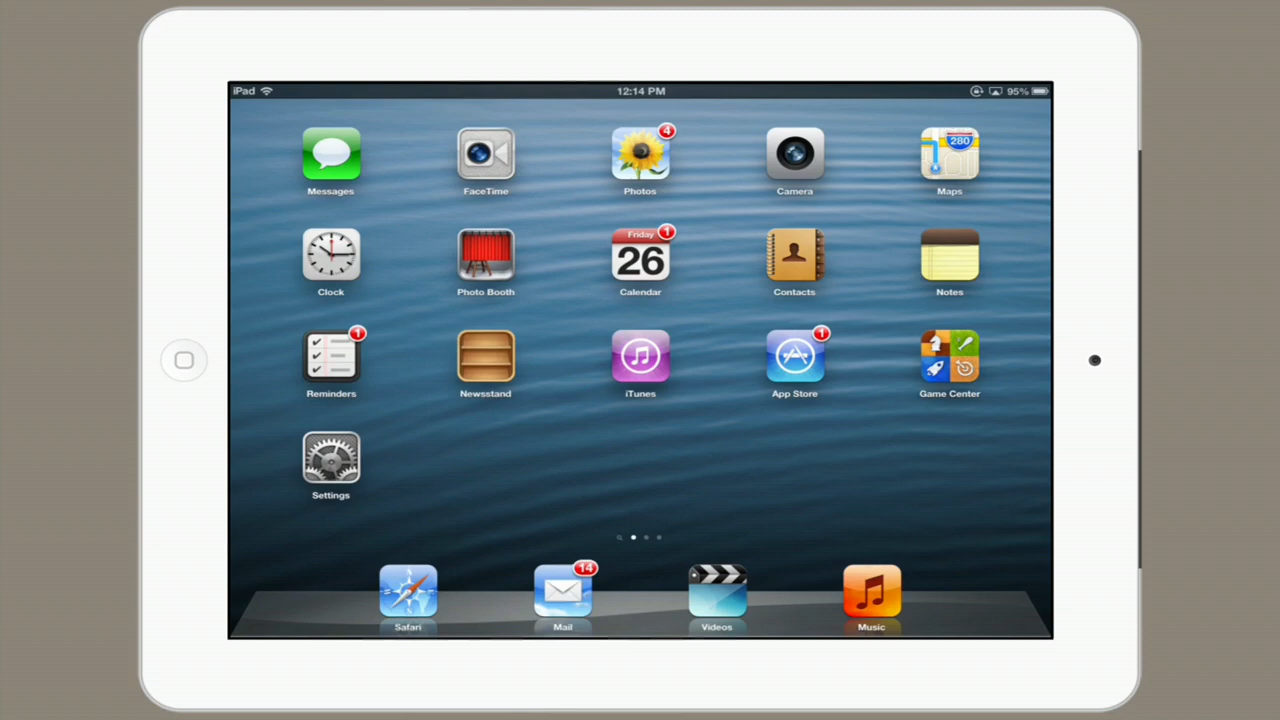 iPad 12:14 PM 95%
4
280
Messages FaceTime Photos Camera Maps
Friday 1
26
Clock Photo Booth Calendar Contacts Notes
1 1
Reminders Newsstand iTunes App Store Game Center
Settings
14
Safari Mail Videos Music